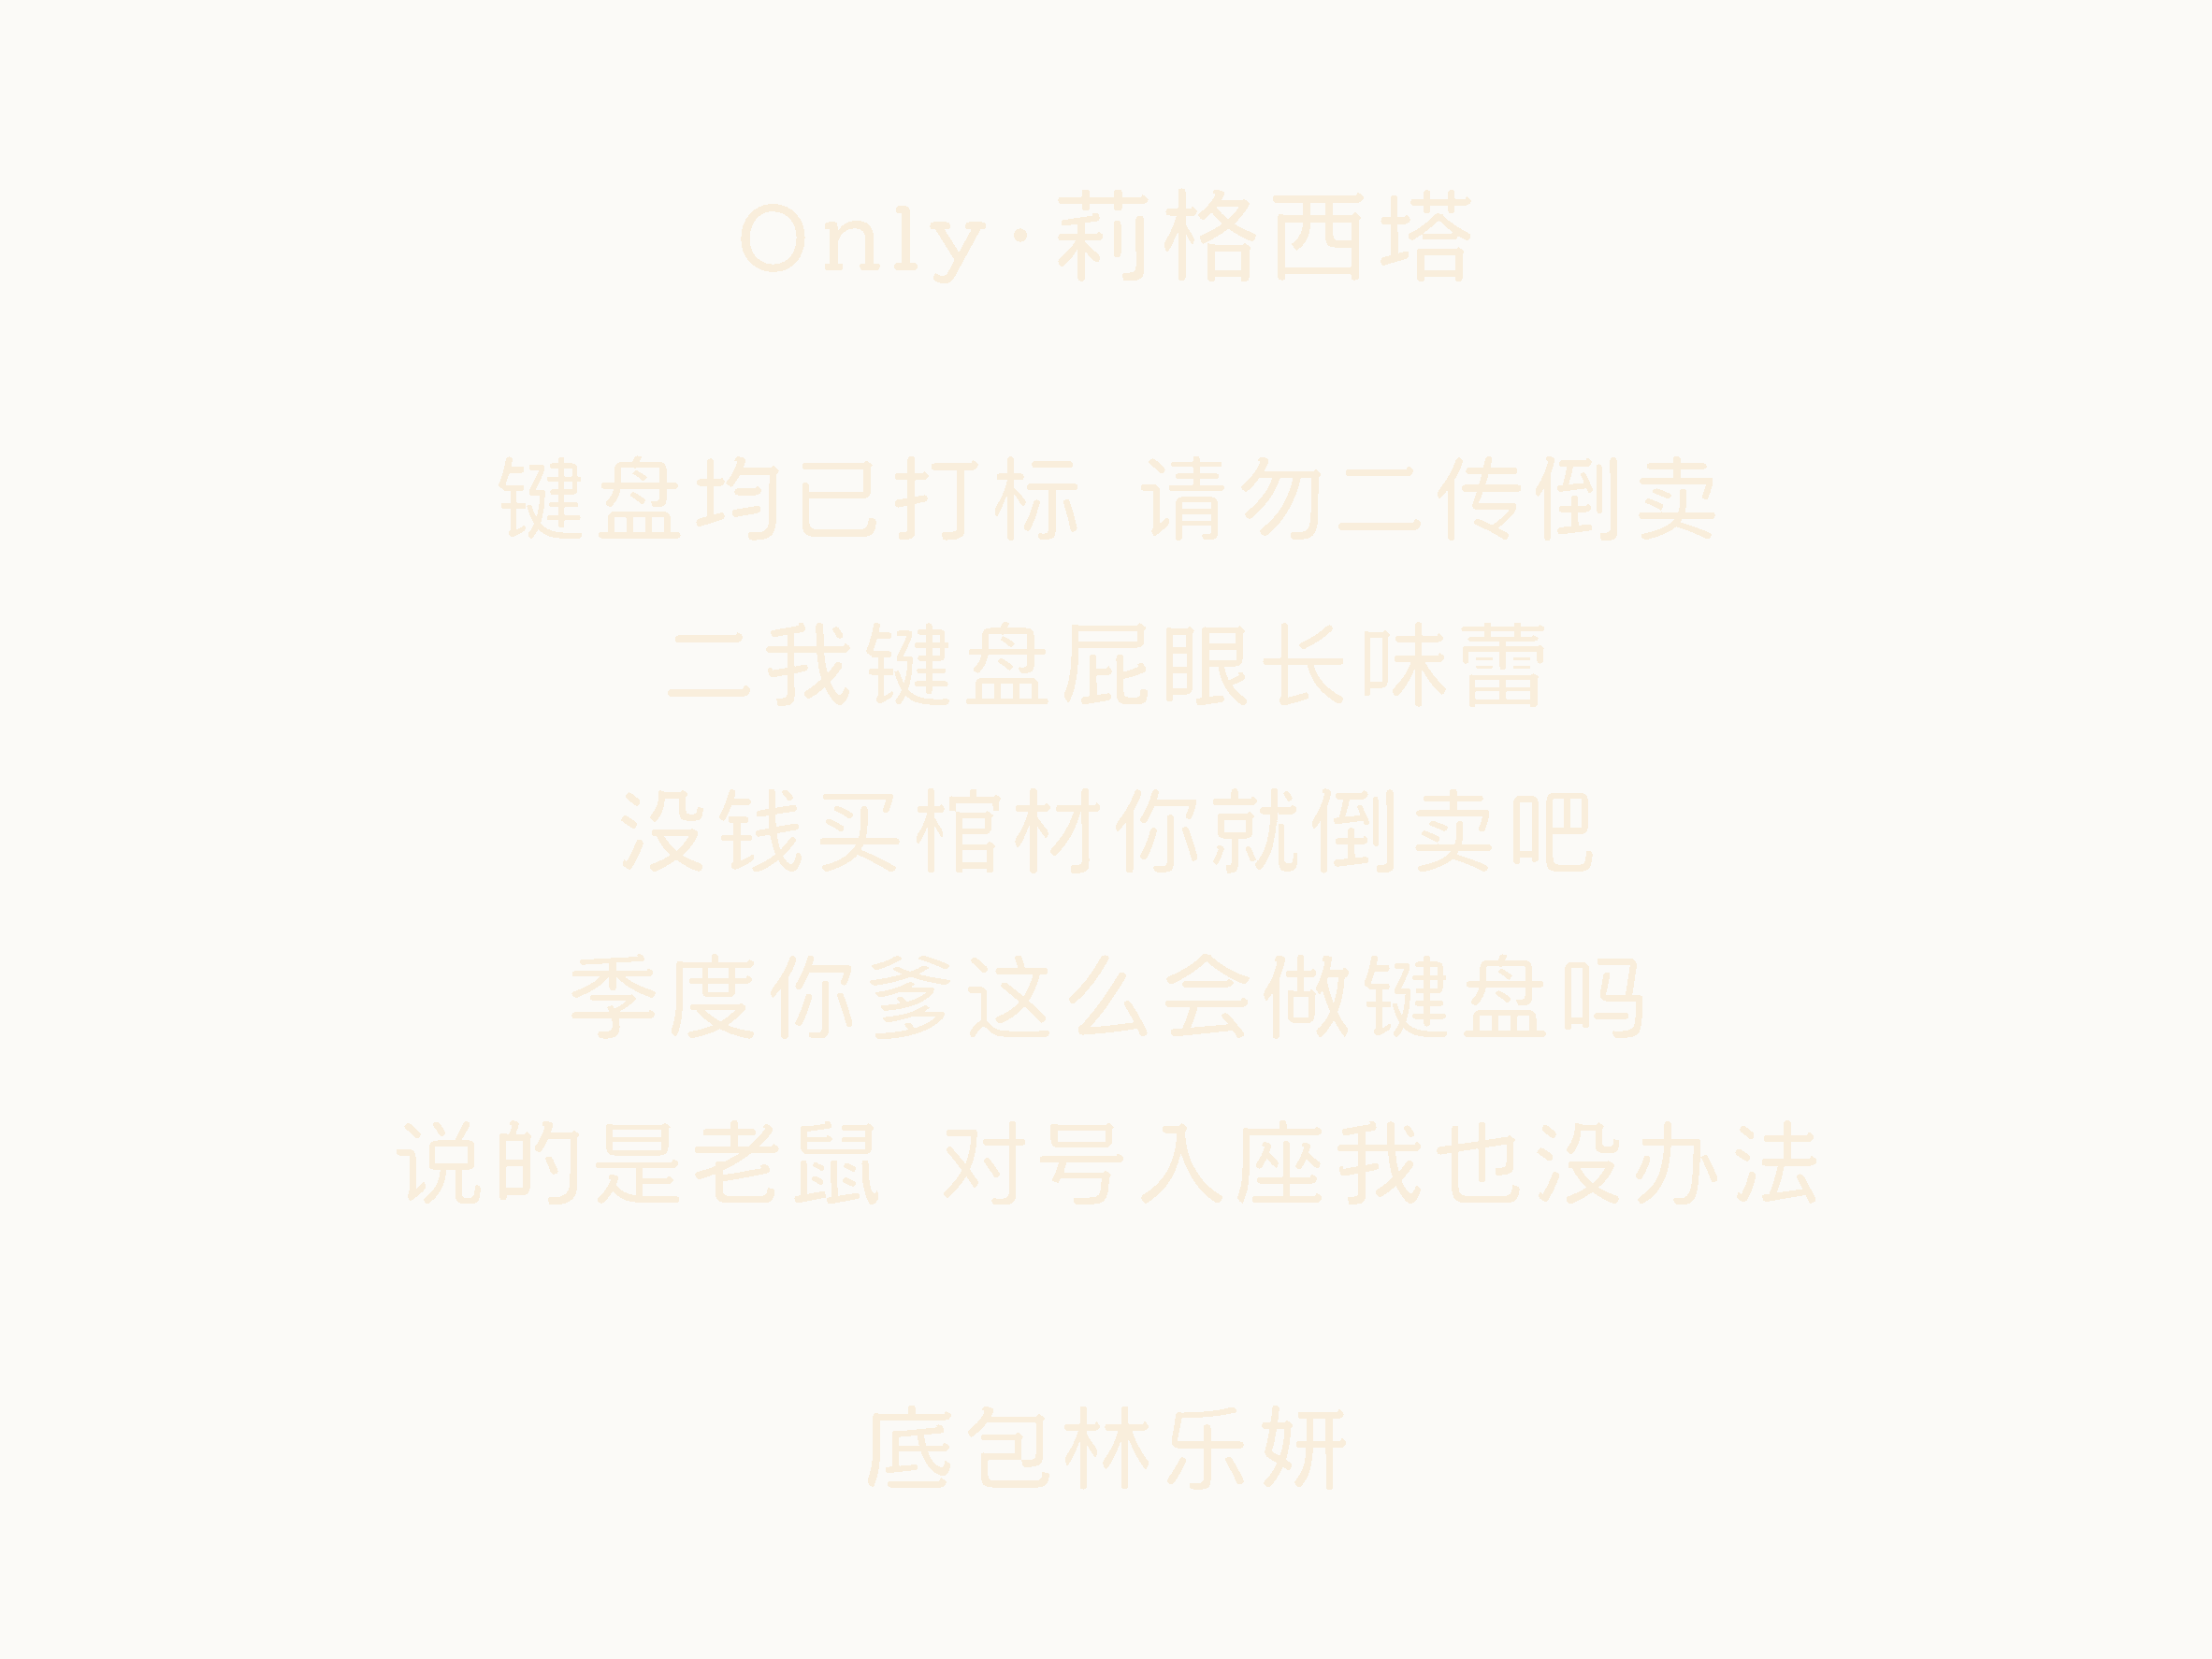 Only·莉格西塔
键盘均已打标 请勿二传倒卖
二我键盘屁眼长味蕾
没钱买棺材你就倒卖吧
季度你爹这么会做键盘吗
说的是老鼠 对号入座我也没办法
底包林乐妍